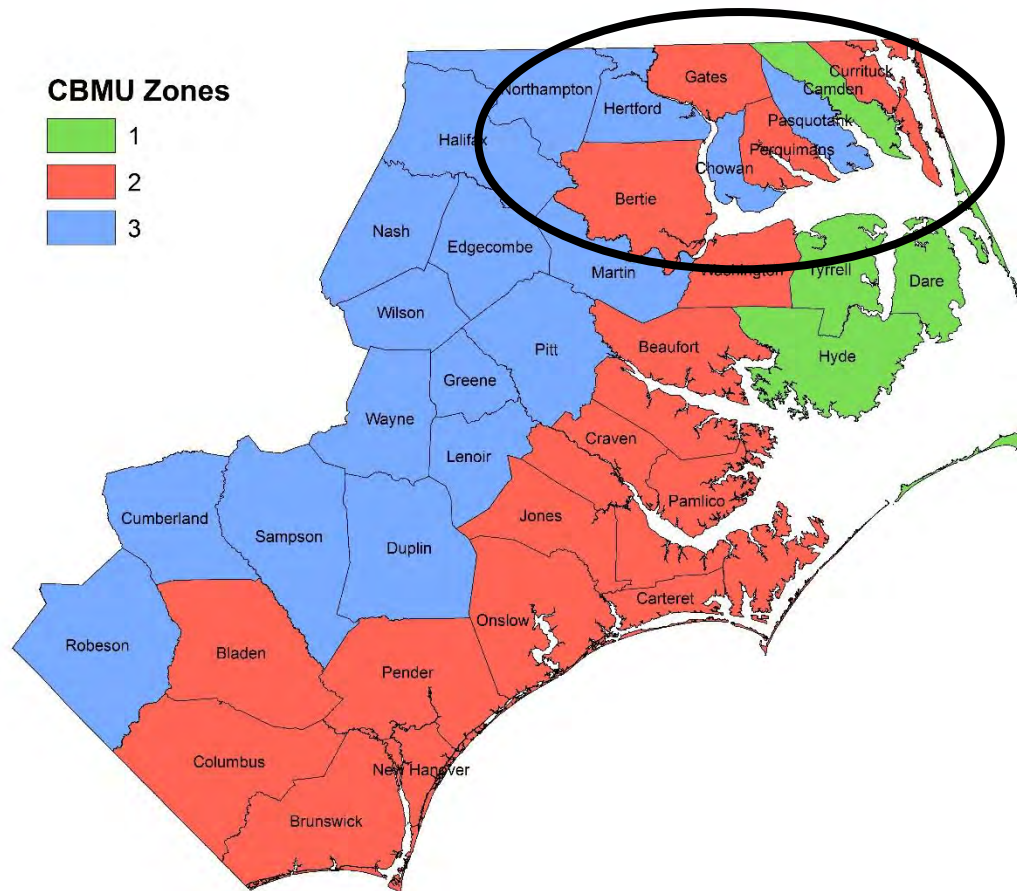 CBMU Zones
1
2
3
Northampton
Hertford
Gates
Currituck
Camden
Pasquotank
Perquimans
Chowan
Halifax
Bertie
Nash
Edgecombe
Martin
Washington
Tyrrell
Dare
Wilson
Pitt
Beaufort
Hyde
Greene
Wayne
Craven
Lenoir
Pamlico
Jones
Cumberland
Sampson
Duplin
Carteret
Onslow
Robeson
Bladen
Pender
Columbus
New Hanover
Brunswick